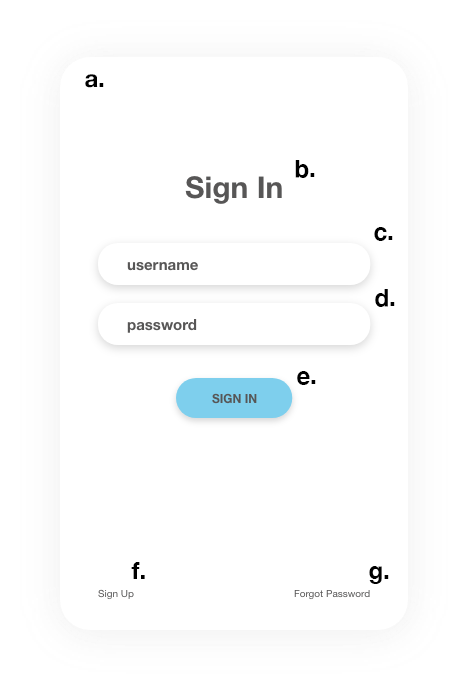 a.
Sign In b.
c.
username
d.
password
e.
SIGN IN
f. g.
Sign Up Forgot Password